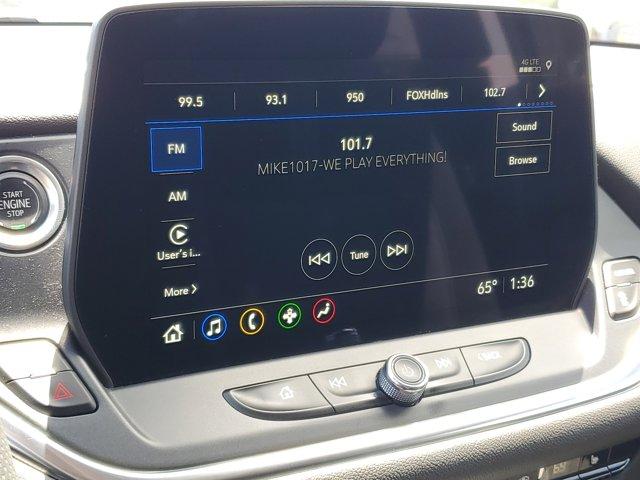 4G LTE
99.5 93.1 950 FOXHdlns 102.7
FM
101.7
Sound
MIKE1017-WE PLAY EVERYTHING!
Browse
AM
START
ENGINE
STOP
User's i...
Tune
More
65° 1:36
BACK